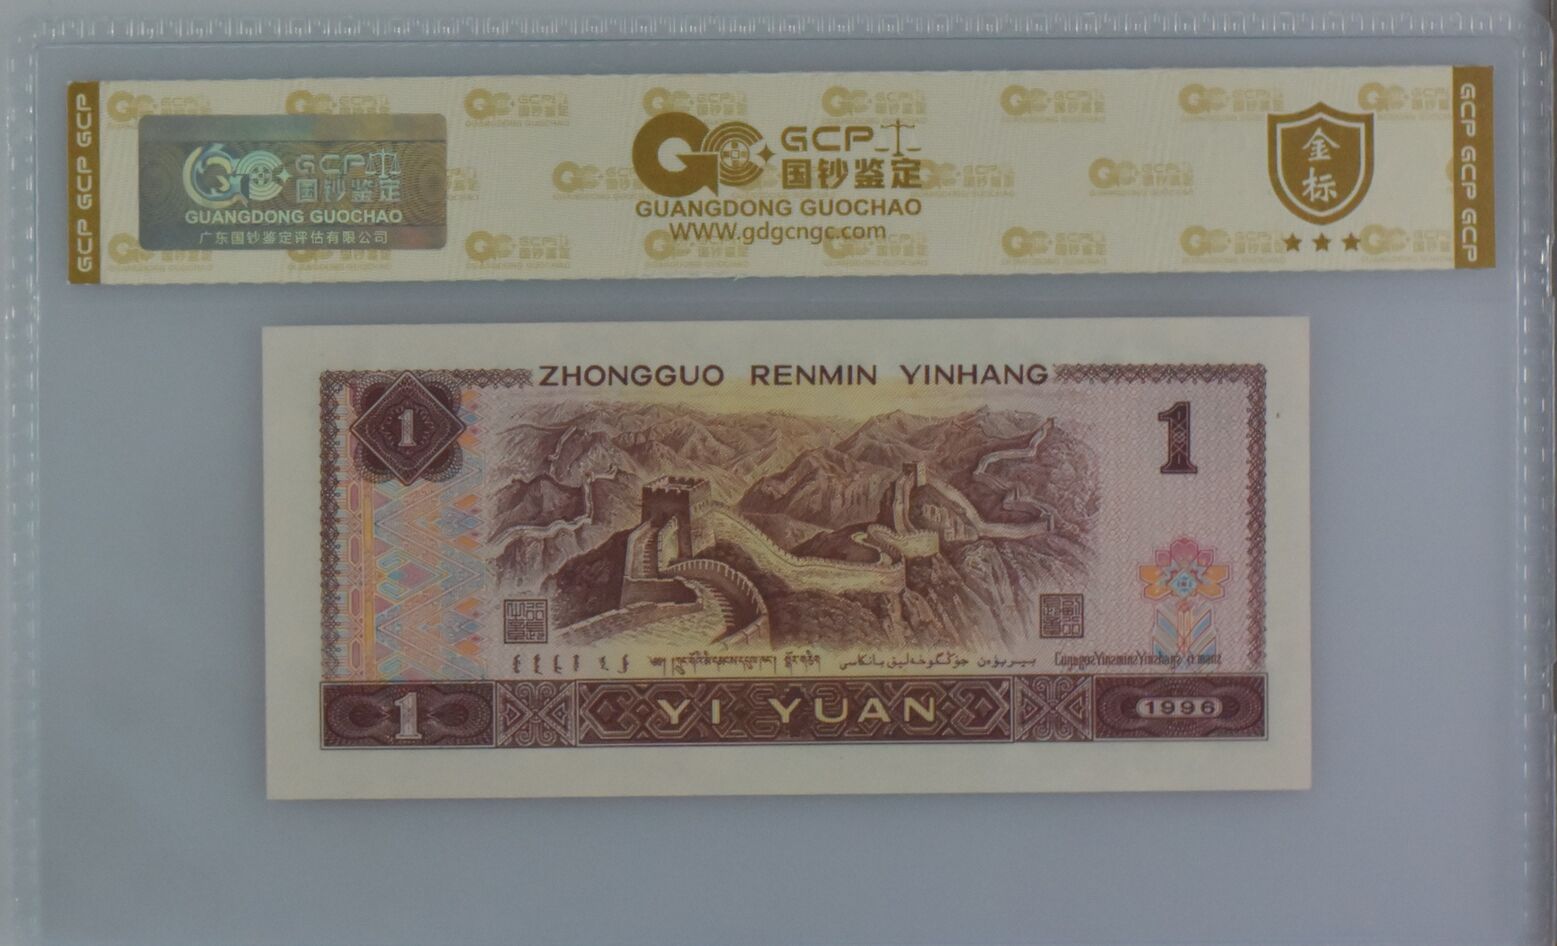 GCP GCP GCP
GCP 国钞鉴定
GUANGDONG GUOCHAO
广东国钞鉴定评估有限公司
GCP
国钞鉴定
GUANGDONG GUOCHAO
WWW.gdgcngc.com
金标
GCP GCP GCP
ZHONGGUO RENMIN YINHANG
1
1
1
YI YUAN
1996